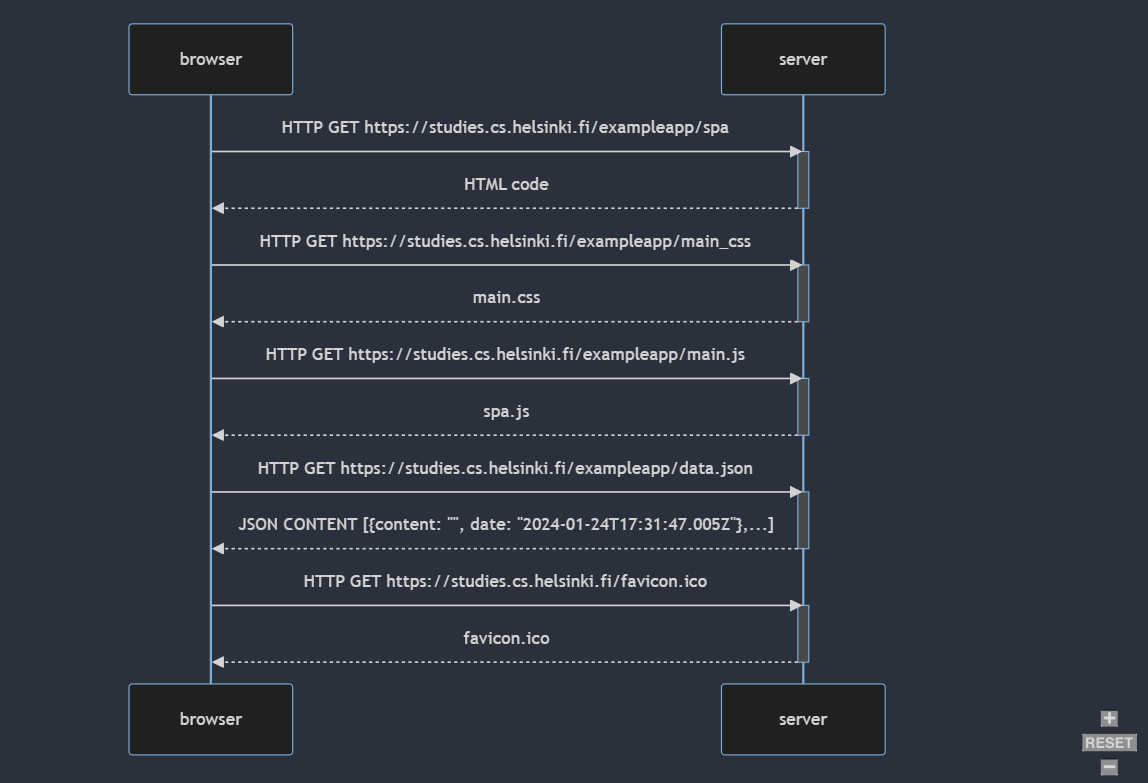 browser
server
HTTP GET https://studies.cs.helsinki.fi/exampleapp/spa
HTML code
HTTP GET https://studies.cs.helsinki.fi/exampleapp/main_css
main.css
HTTP GET https://studies.cs.helsinki.fi/exampleapp/main.js
spa.js
HTTP GET https://studies.cs.helsinki.fi/exampleapp/data.json
JSON CONTENT [{content: "", date: "2024-01-24T17:31:47.005Z"},...]
HTTP GET https://studies.cs.helsinki.fi/favicon.ico
favicon.ico
browser
server
+
RESET
−